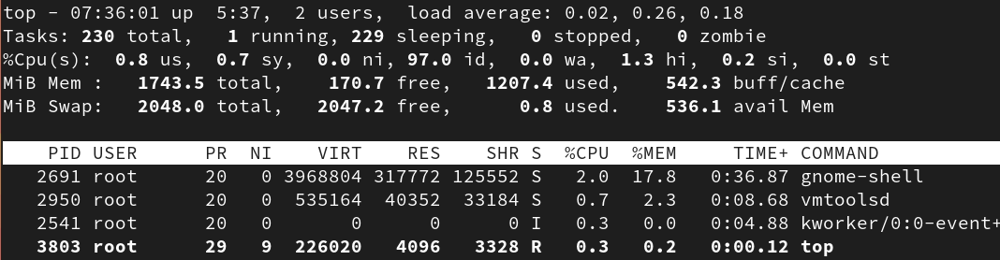 top - 07:36:01 up  5:37,  2 users,  load average: 0.02, 0.26, 0.18
Tasks: 230 total,   1 running, 229 sleeping,   0 stopped,   0 zombie
%Cpu(s):  0.8 us,  0.7 sy,  0.0 ni, 97.0 id,  0.0 wa,  1.3 hi,  0.2 si,  0.0 st
MiB Mem :   1743.5 total,    170.7 free,   1207.4 used,    542.3 buff/cache
MiB Swap:   2048.0 total,   2047.2 free,      0.8 used.    536.1 avail Mem
    PID USER      PR  NI    VIRT    RES    SHR S  %CPU  %MEM     TIME+ COMMAND
   2691 root      20   0 3968804 317772 125552 S   2.0  17.8   0:36.87 gnome-shell
   2950 root      20   0  535164  40352  33184 S   0.7   2.3   0:08.68 vmtoolsd
   2541 root      20   0       0      0      0 I   0.3   0.0   0:04.88 kworker/0:0-event+
   3803 root      29   9  226020   4096   3328 R   0.3   0.2   0:00.12 top